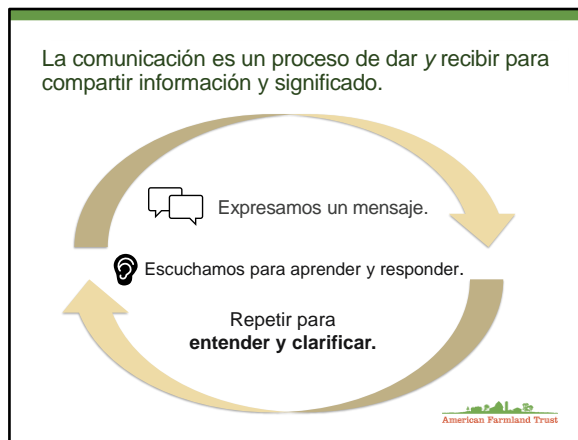 La comunicación es un proceso de dar y recibir para
compartir información y significado.
Expresamos un mensaje.
Escuchamos para aprender y responder.
Repetir para
entender y clarificar.
American Farmland Trust